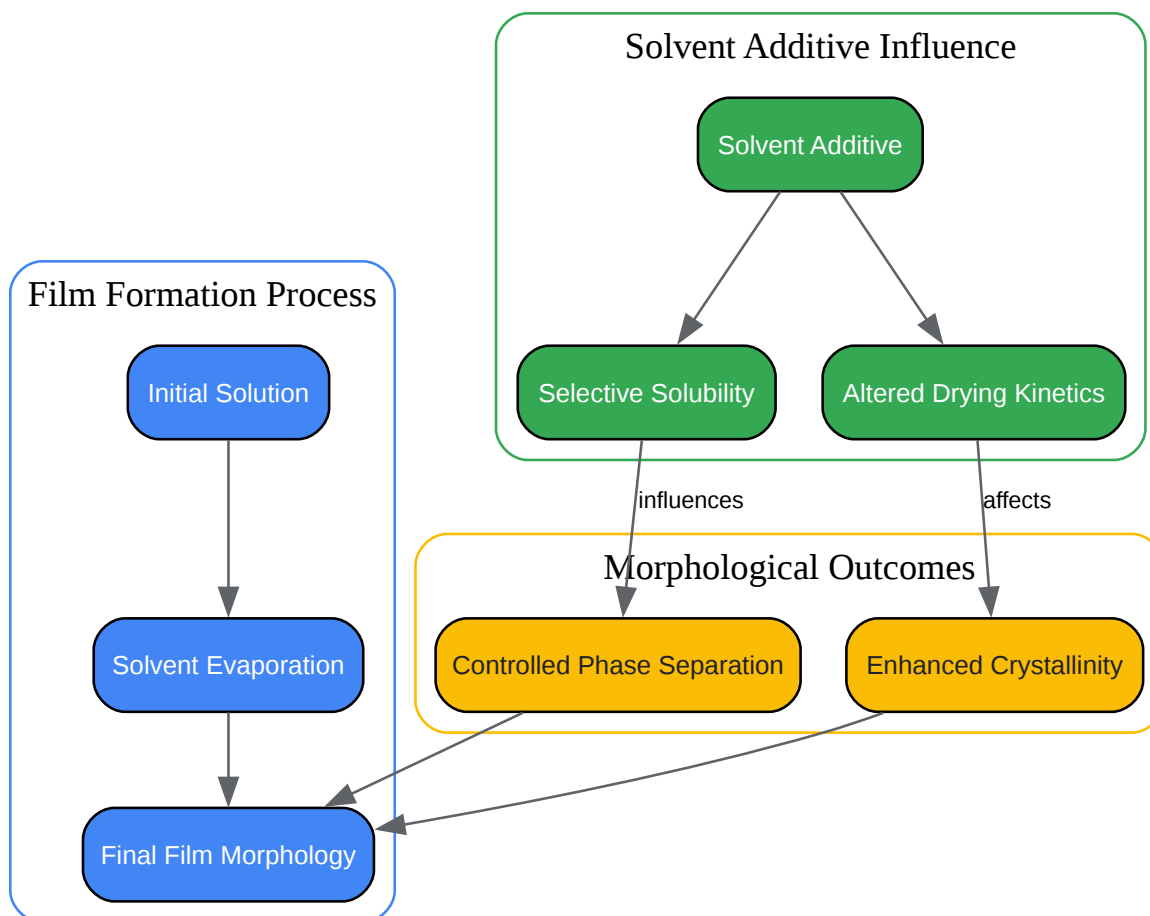 Solvent Additive Influence
Solvent Additive
Film Formation Process
Initial Solution
Selective Solubility
Altered Drying Kinetics
influences
affects
Morphological Outcomes
Solvent Evaporation
Controlled Phase Separation
Enhanced Crystallinity
Final Film Morphology